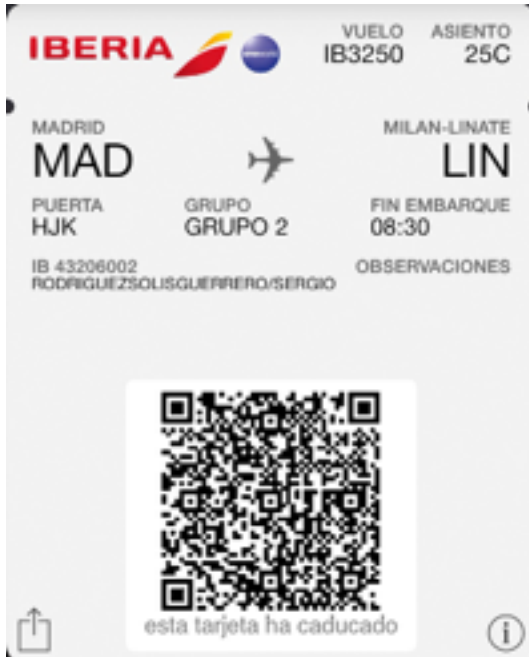 IBERIA
VUELO ASIENTO
IB3250 25C
MADRID MILAN-LINATE
MAD LIN
PUERTA GRUPO FIN EMBARQUE
HJK GRUPO 2 08:30
IB 43206002 OBSERVACIONES
RODRIGUEZSOLISGUERRERO/SERGIO
esta tarjeta ha caducado